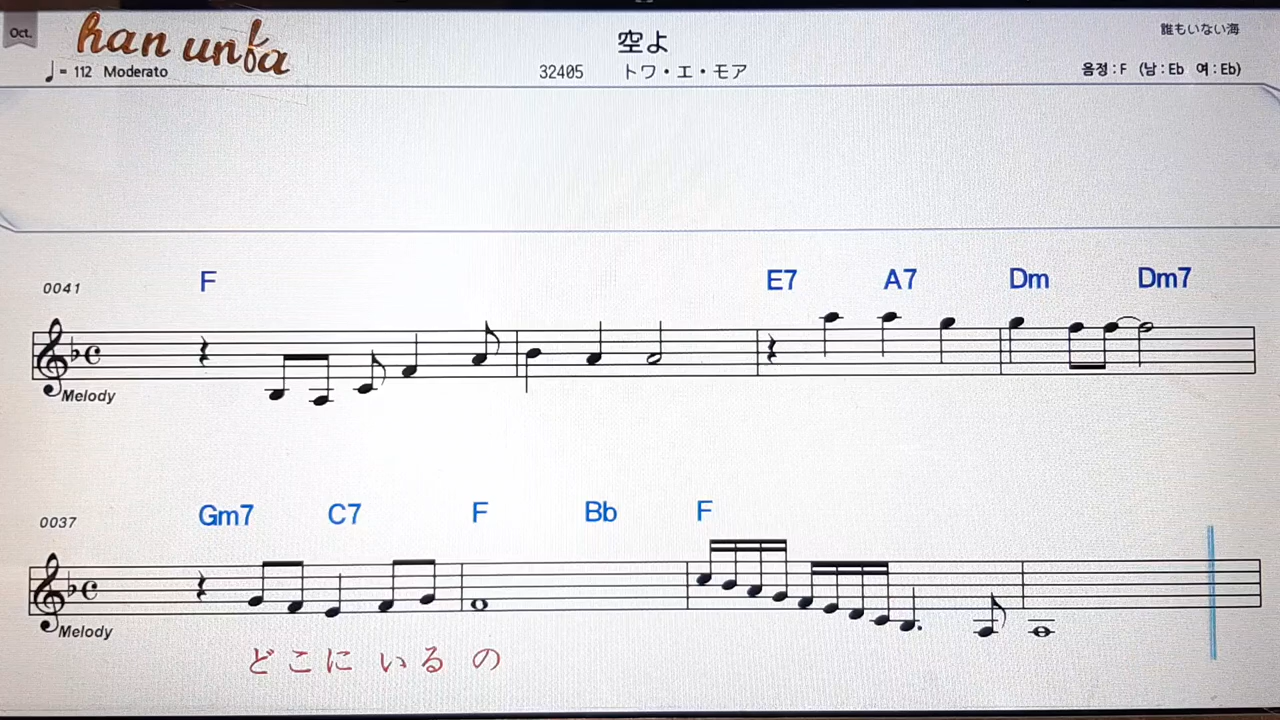 Oct.
han unfa
空よ
誰もいない海
= 112 Moderato
32405 トワ・エ・モア
음정 : F (남 : Eb 여 : Eb)
0041 F E7 A7 Dm Dm7
Melody
0037 Gm7 C7 F Bb F
Melody
どこに いる の